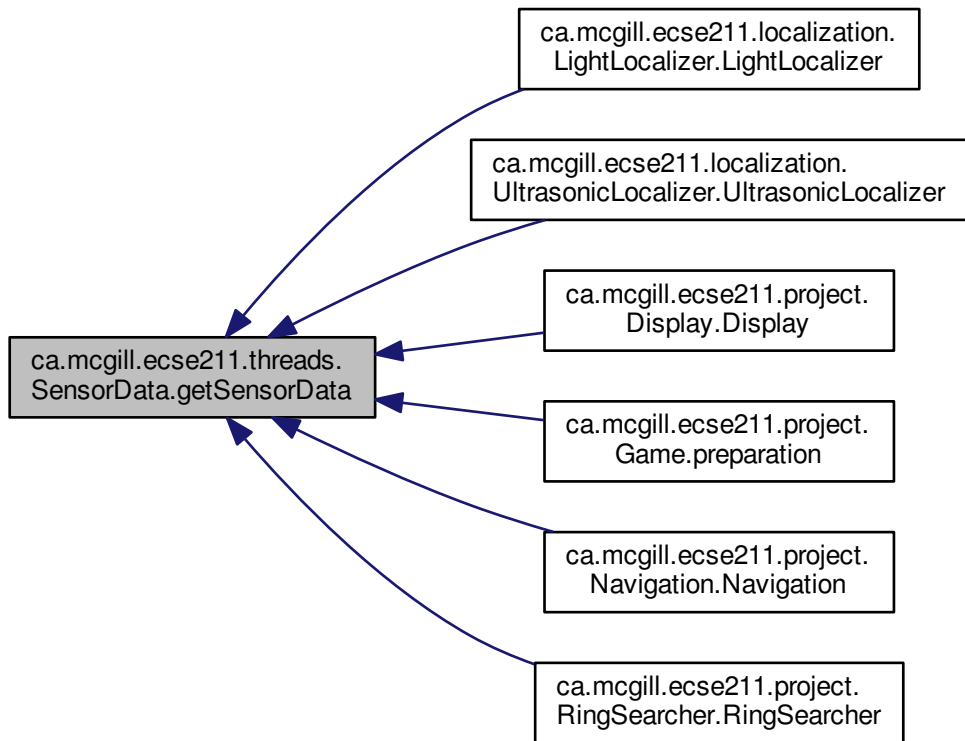 ca.mcgill.ecse211.localization.
LightLocalizer.LightLocalizer
ca.mcgill.ecse211.localization.
UltrasonicLocalizer.UltrasonicLocalizer
ca.mcgill.ecse211.project.
Display.Display
ca.mcgill.ecse211.threads.
SensorData.getSensorData
ca.mcgill.ecse211.project.
Game.preparation
ca.mcgill.ecse211.project.
Navigation.Navigation
ca.mcgill.ecse211.project.
RingSearcher.RingSearcher